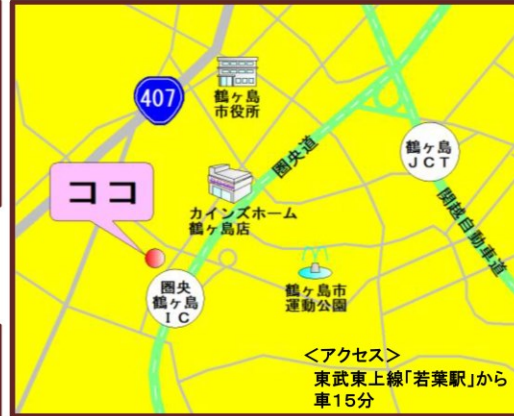 407
鶴ヶ島
市役所
圏央道
鶴ヶ島
JCT
ココ
カインズホーム
鶴ヶ島店
関越自動車道
圏央
鶴ヶ島
IC
鶴ヶ島市
運動公園
＜アクセス＞
東武東上線「若葉駅」から
車15分